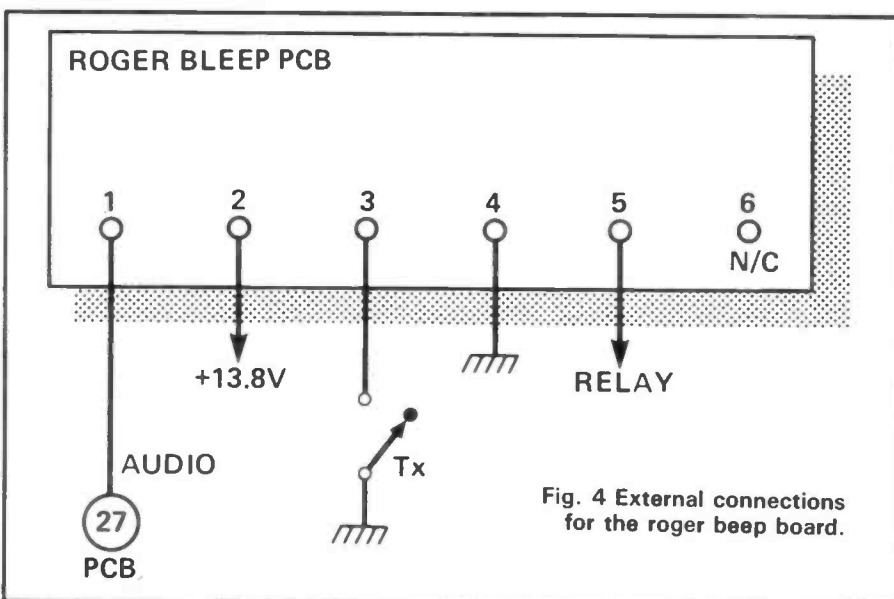 ROGER BLEEP PCB
1 2 3 4 5 6
N/C
+13.8V
RELAY
AUDIO
Tx
27
PCB
Fig. 4 External connections
for the roger beep board.